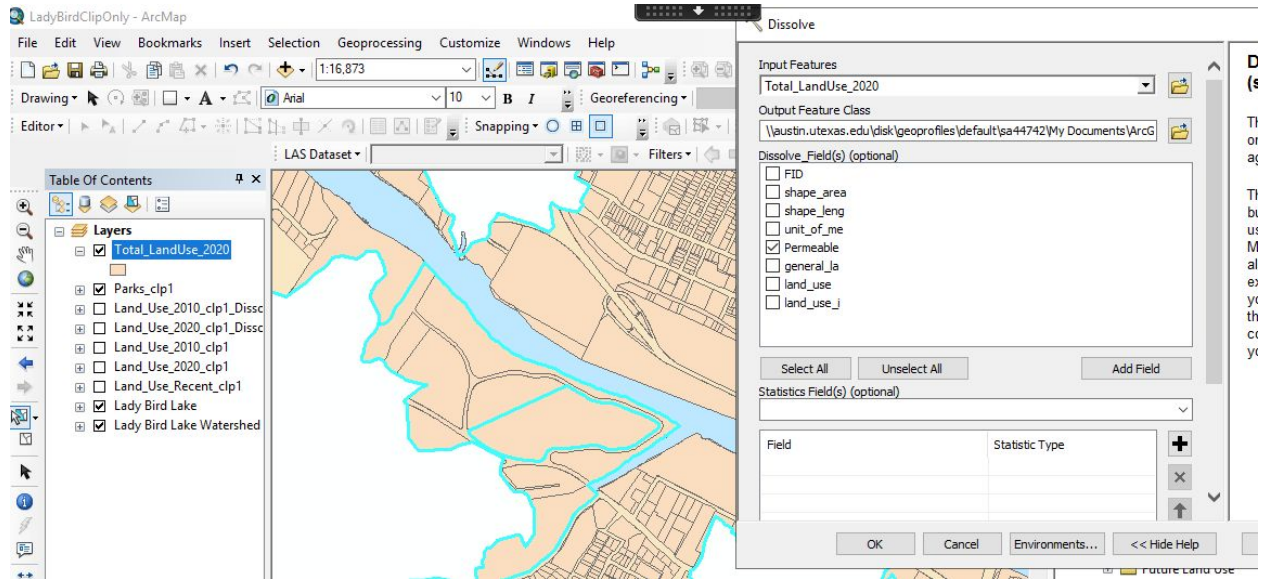 LadyBirdClipOnly - ArcMap
File Edit View Bookmarks Insert Selection Geoprocessing Customize Windows Help
1:16,873
Drawing A Arial 10 B I Georeferencing
Editor Snapping
LAS Dataset Filters
Table Of Contents
Layers
Total_LandUse_2020
Parks_clp1
Land_Use_2010_clp1_Dissc
Land_Use_2020_clp1_Dissc
Land_Use_2010_clp1
Land_Use_2020_clp1
Land_Use_Recent_clp1
Lady Bird Lake
Lady Bird Lake Watershed
Dissolve
Input Features
Total_LandUse_2020
Output Feature Class
\\austin.utexas.edu\disk\geoprofiles\default\sa44742\My Documents\ArcG
Dissolve_Field(s) (optional)
FID
shape_area
shape_leng
unit_of_me
Permeable
general_la
land_use
land_use_i
Select All Unselect All Add Field
Statistics Field(s) (optional)
Field Statistic Type
OK Cancel Environments... << Hide Help
Future Land Use